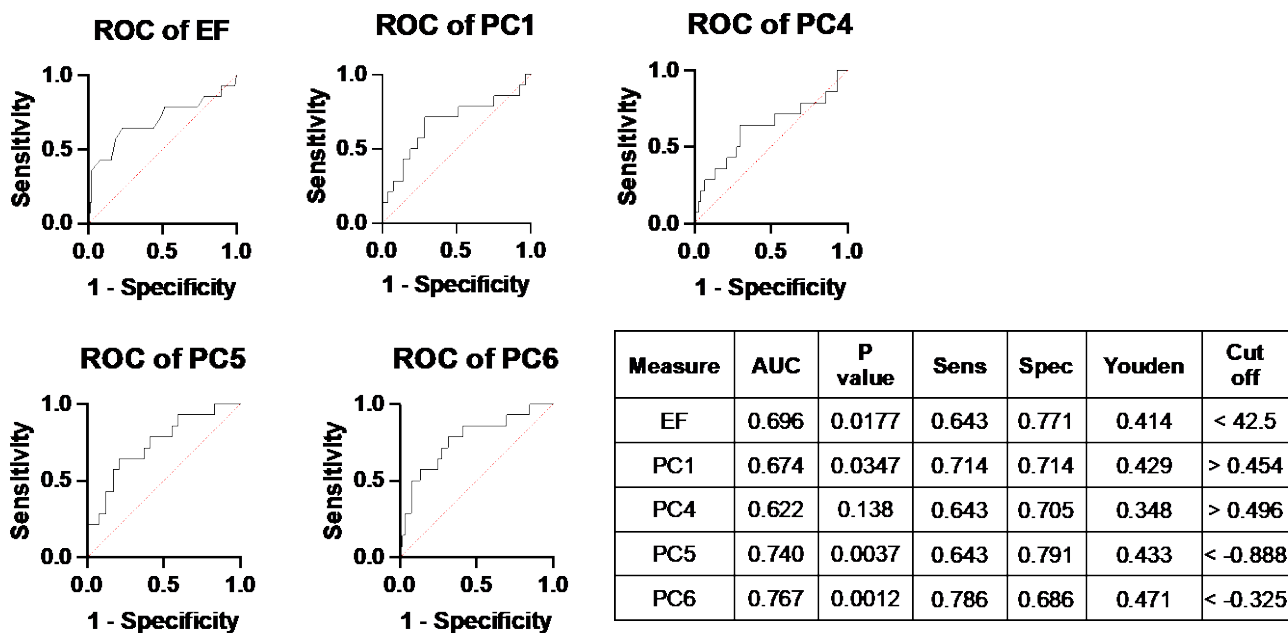 ROC of EF
Sensitivity
1.0
0.5
0.0
0.0 0.5 1.0
1 - Specificity
ROC of PC1
Sensitivity
1.0
0.5
0.0
0.0 0.5 1.0
1 - Specificity
ROC of PC4
Sensitivity
1.0
0.5
0.0
0.0 0.5 1.0
1 - Specificity
ROC of PC5
Sensitivity
1.0
0.5
0.0
0.0 0.5 1.0
1 - Specificity
ROC of PC6
Sensitivity
1.0
0.5
0.0
0.0 0.5 1.0
1 - Specificity
Measure AUC P value Sens Spec Youden Cut off
EF 0.696 0.0177 0.643 0.771 0.414 < 42.5
PC1 0.674 0.0347 0.714 0.714 0.429 > 0.454
PC4 0.622 0.138 0.643 0.705 0.348 > 0.496
PC5 0.740 0.0037 0.643 0.791 0.433 < -0.888
PC6 0.767 0.0012 0.786 0.686 0.471 < -0.325